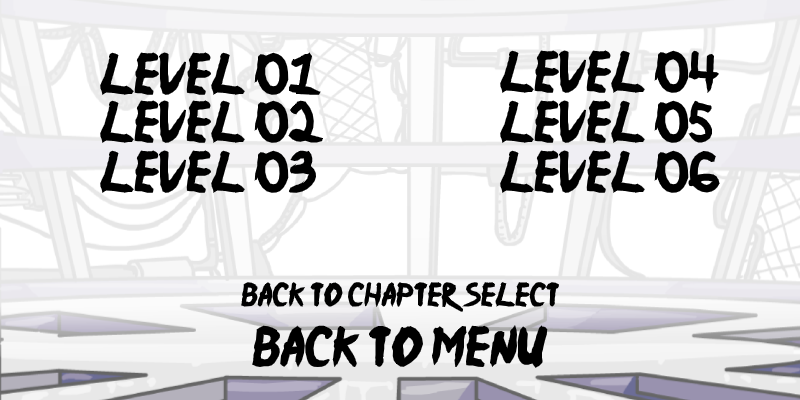 LEVEL 01
LEVEL 02
LEVEL 03
LEVEL 04
LEVEL 05
LEVEL 06
BACK TO CHAPTER SELECT
BACK TO MENU